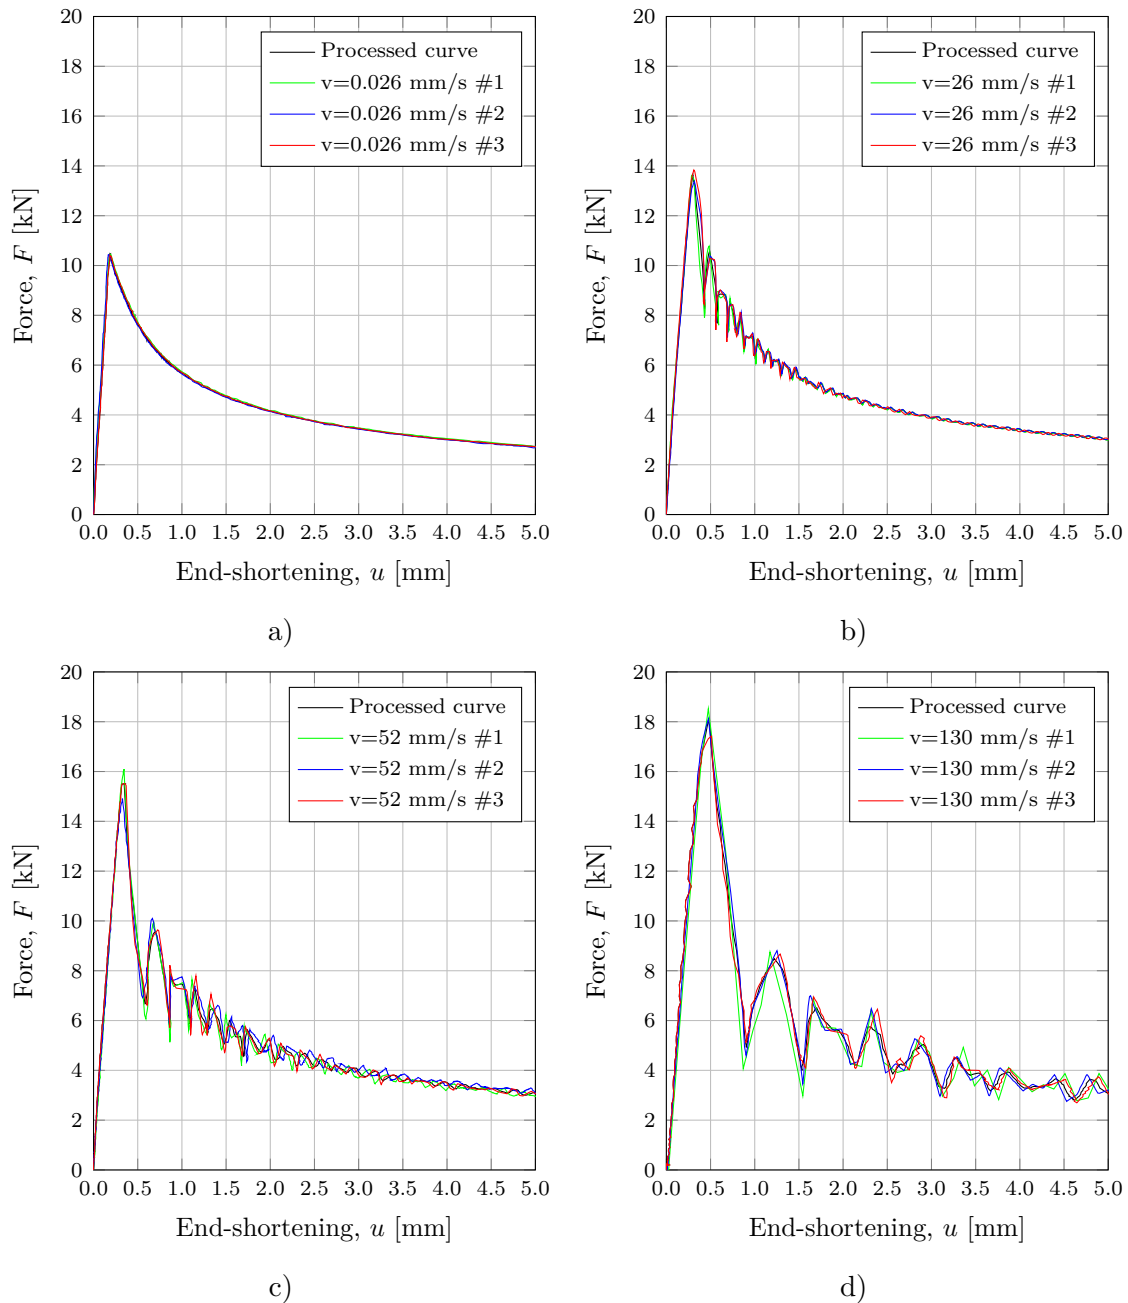 20
18
16
14
12
10
8
6
4
2
0
Force, F [kN]
Processed curve
v=0.026 mm/s #1
v=0.026 mm/s #2
v=0.026 mm/s #3
0.0 0.5 1.0 1.5 2.0 2.5 3.0 3.5 4.0 4.5 5.0
End-shortening, u [mm]
a)
20
18
16
14
12
10
8
6
4
2
0
Force, F [kN]
Processed curve
v=26 mm/s #1
v=26 mm/s #2
v=26 mm/s #3
0.0 0.5 1.0 1.5 2.0 2.5 3.0 3.5 4.0 4.5 5.0
End-shortening, u [mm]
b)
20
18
16
14
12
10
8
6
4
2
0
Force, F [kN]
Processed curve
v=52 mm/s #1
v=52 mm/s #2
v=52 mm/s #3
0.0 0.5 1.0 1.5 2.0 2.5 3.0 3.5 4.0 4.5 5.0
End-shortening, u [mm]
c)
20
18
16
14
12
10
8
6
4
2
0
Force, F [kN]
Processed curve
v=130 mm/s #1
v=130 mm/s #2
v=130 mm/s #3
0.0 0.5 1.0 1.5 2.0 2.5 3.0 3.5 4.0 4.5 5.0
End-shortening, u [mm]
d)